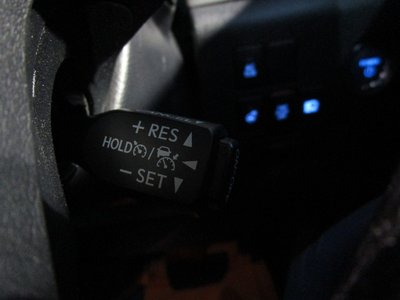 + RES ▲
HOLD / ◄
− SET ▼